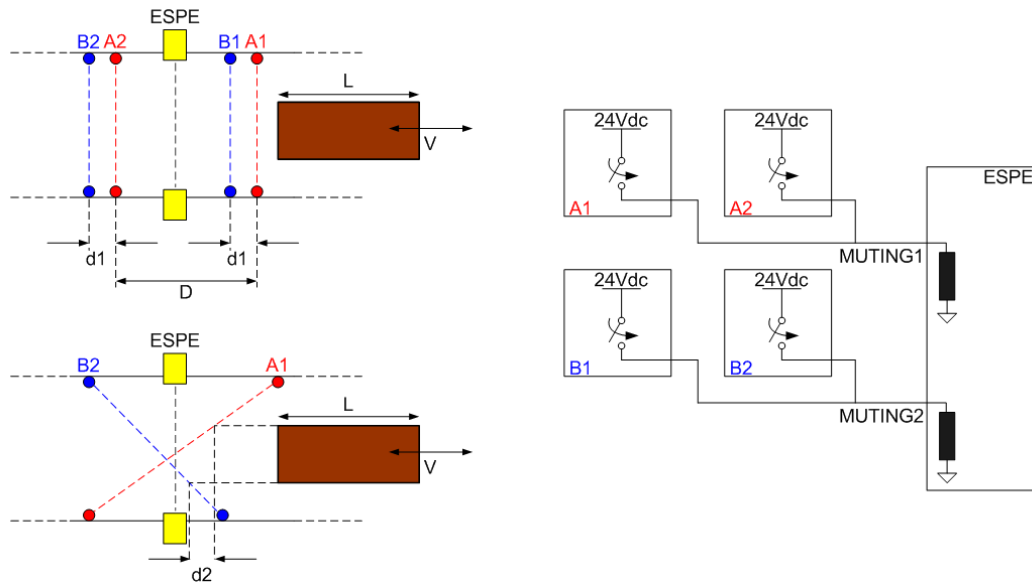 ESPE
B2 A2 B1 A1
L
V
d1 d1
D
ESPE
B2 A1
L
V
d2
24Vdc 24Vdc
ESPE
A1 A2
MUTING1
24Vdc 24Vdc
B1 B2
MUTING2